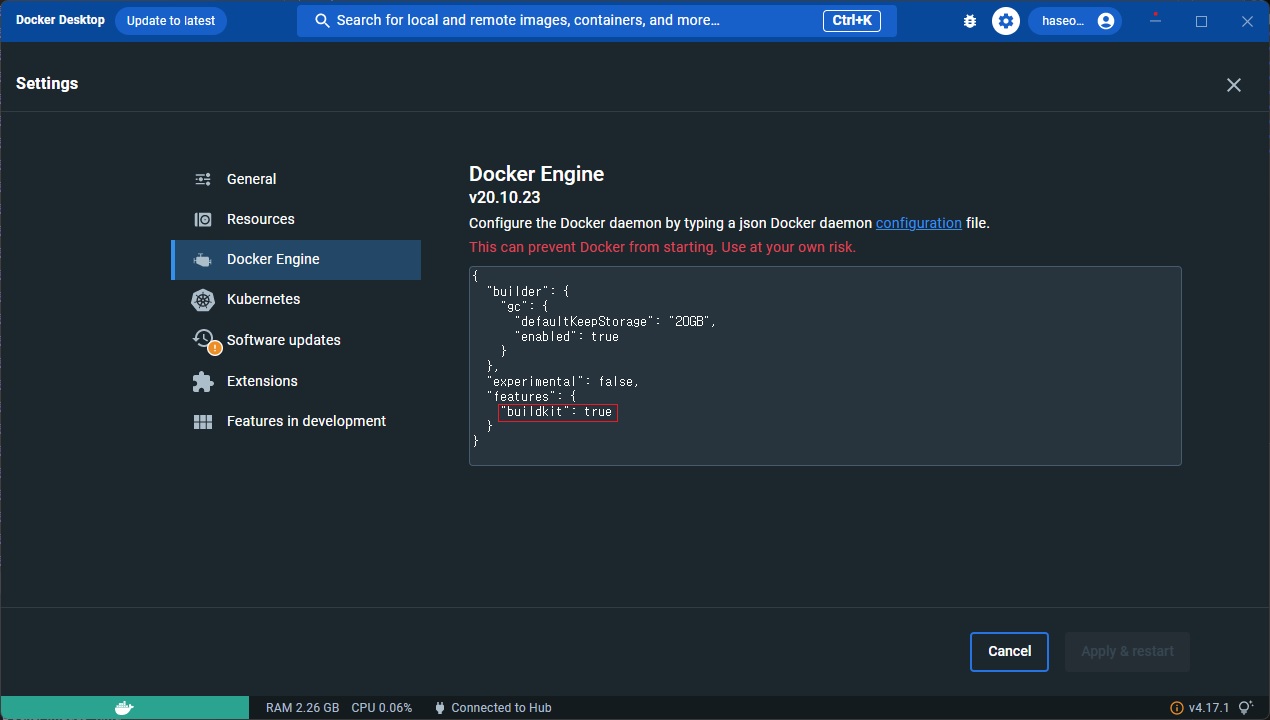 Docker Desktop
Update to latest
Search for local and remote images, containers, and more...
Ctrl+K
haseo...
Settings
General
Resources
Docker Engine
Kubernetes
Software updates
Extensions
Features in development
Docker Engine
v20.10.23
Configure the Docker daemon by typing a json Docker daemon configuration file.
This can prevent Docker from starting. Use at your own risk.
{
  "builder": {
    "gc": {
      "defaultKeepStorage": "20GB",
      "enabled": true
    }
  },
  "experimental": false,
  "features": {
    "buildkit": true
  }
}
Cancel
Apply & restart
RAM 2.26 GB
CPU 0.06%
Connected to Hub
v4.17.1